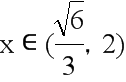 x ∈ (√6/3, 2)